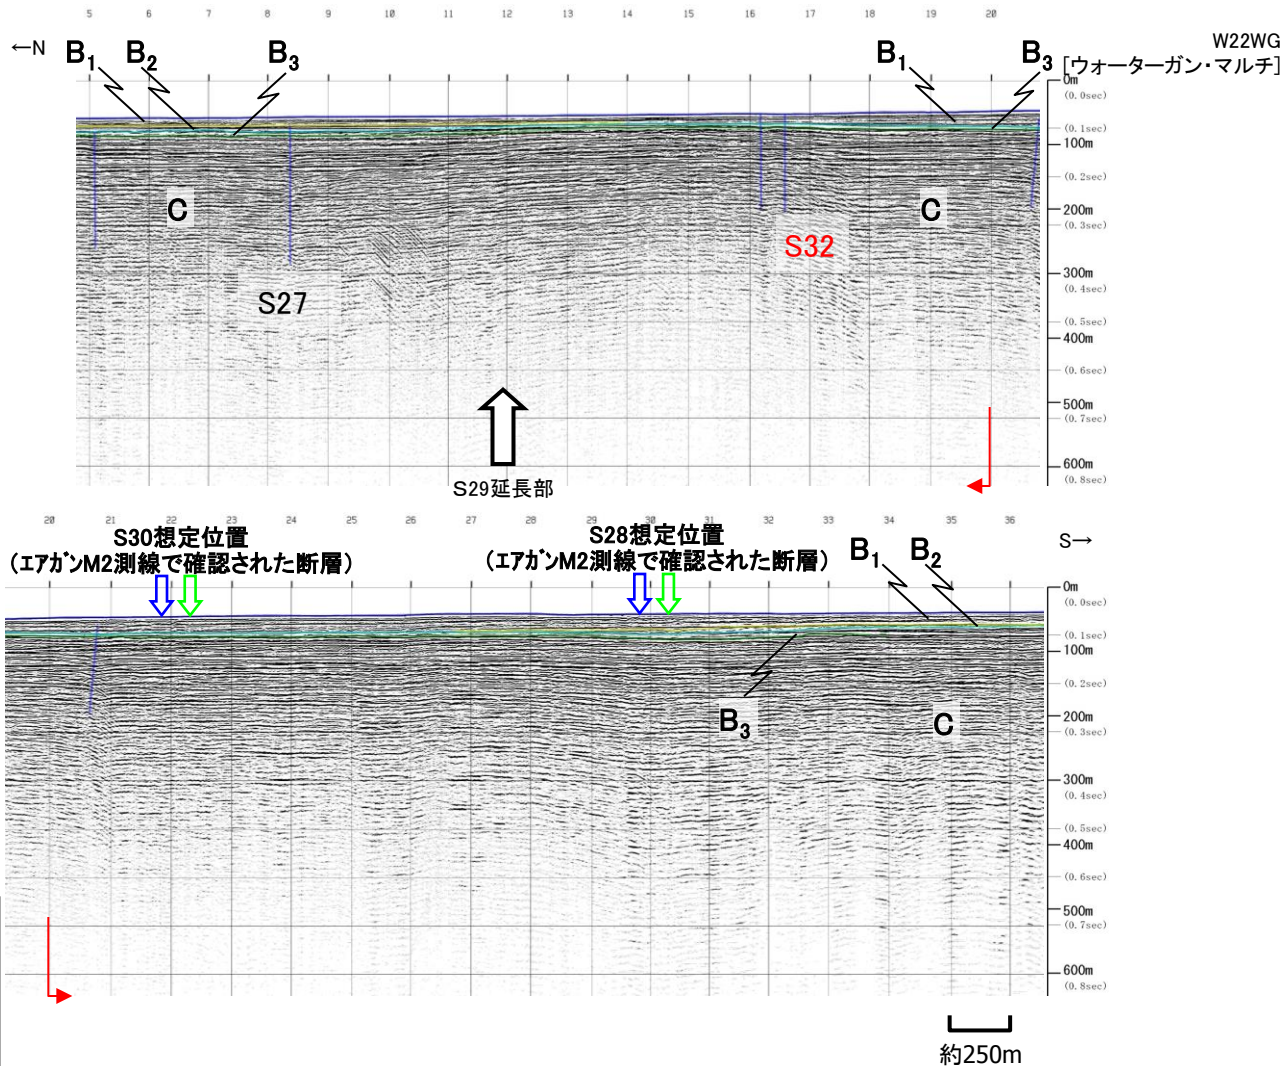 5 6 7 8 9 10 11 12 13 14 15 16 17 18 19 20
←N B₁ B₂ B₃ B₁ B₃ W22WG
[ウォーターガン・マルチ]
0m
(0.0sec)
(0.1sec)
100m
(0.2sec)
C C 200m
(0.3sec)
S32
300m
S27 (0.4sec)
(0.5sec)
400m
(0.6sec)
500m
(0.7sec)
600m
(0.8sec)
S29延長部
20 21 22 23 24 25 26 27 28 29 30 31 32 33 34 35 36
S30想定位置 S28想定位置 B₁ B₂ S→
(エアガンM2測線で確認された断層) (エアガンM2測線で確認された断層)
0m
(0.0sec)
(0.1sec)
100m
(0.2sec)
B₃ C 200m
(0.3sec)
300m
(0.4sec)
(0.5sec)
400m
(0.6sec)
500m
(0.7sec)
600m
(0.8sec)
約250m